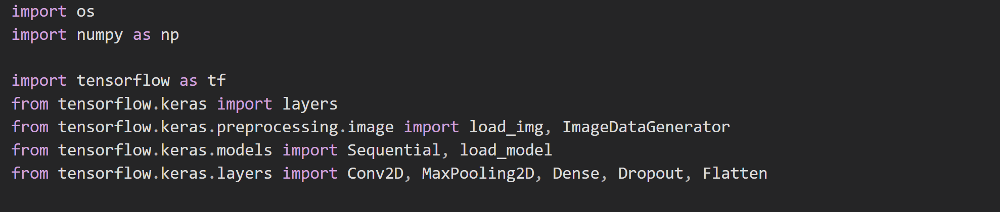 import os
import numpy as np
import tensorflow as tf
from tensorflow.keras import layers
from tensorflow.keras.preprocessing.image import load_img, ImageDataGenerator
from tensorflow.keras.models import Sequential, load_model
from tensorflow.keras.layers import Conv2D, MaxPooling2D, Dense, Dropout, Flatten